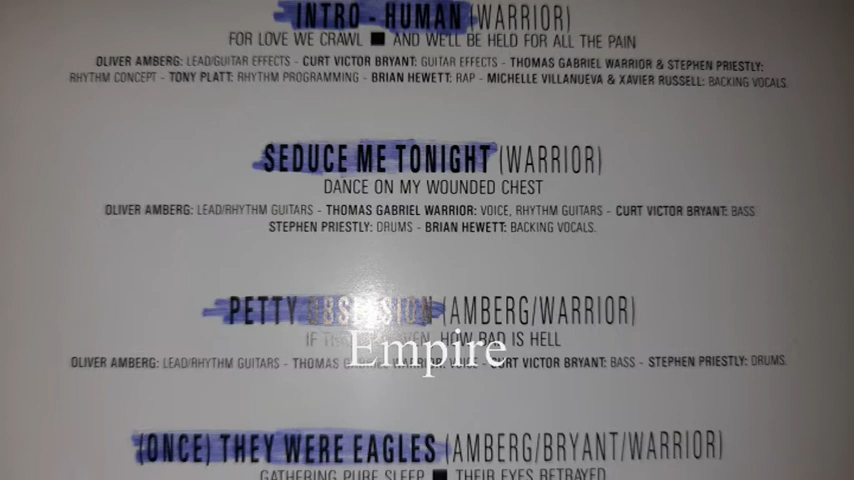 INTRO - HUMAN (WARRIOR)
FOR LOVE WE CRAWL ■ AND WE'LL BE HELD FOR ALL THE PAIN
OLIVER AMBERG: LEAD/GUITAR EFFECTS - CURT VICTOR BRYANT: GUITAR EFFECTS - THOMAS GABRIEL WARRIOR & STEPHEN PRIESTLY:
RHYTHM CONCEPT - TONY PLATT: RHYTHM PROGRAMMING - BRIAN HEWETT: RAP - MICHELLE VILLANUEVA & XAVIER RUSSELL: BACKING VOCALS.
SEDUCE ME TONIGHT (WARRIOR)
DANCE ON MY WOUNDED CHEST
OLIVER AMBERG: LEAD/RHYTHM GUITARS - THOMAS GABRIEL WARRIOR: VOICE, RHYTHM GUITARS - CURT VICTOR BRYANT: BASS
STEPHEN PRIESTLY: DRUMS - BRIAN HEWETT: BACKING VOCALS.
PETTY OBSESSION (AMBERG/WARRIOR)
IF HOW BAD IS HELL
Empire
OLIVER AMBERG: LEAD/RHYTHM GUITARS - THOMAS GABRIEL WARRIOR: VOICE - CURT VICTOR BRYANT: BASS - STEPHEN PRIESTLY: DRUMS.
(ONCE) THEY WERE EAGLES (AMBERG/BRYANT/WARRIOR)
GATHERING PURE SLEEP ■ THEIR EYES BETRAYED